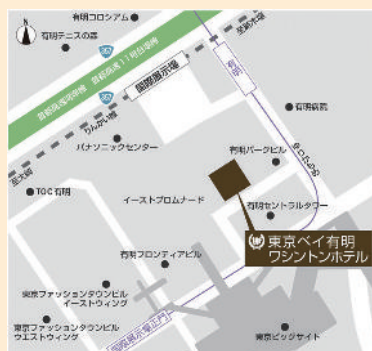 有明コロシアム
有明テニスの森
357
首都高速湾岸線
首都高速11号台場線
至新木場
国際展示場
有明
357
りんかい線
有明病院
パナソニックセンター
有明パークビル
ゆりかもめ
至大崎
TOC有明
イーストプロムナード
有明セントラルタワー
東京ベイ有明
ワシントンホテル
有明フロンティアビル
東京ファッションタウンビル
イーストウィング
東京ファッションタウンビル
ウエストウィング
国際展示場正門
東京ビッグサイト